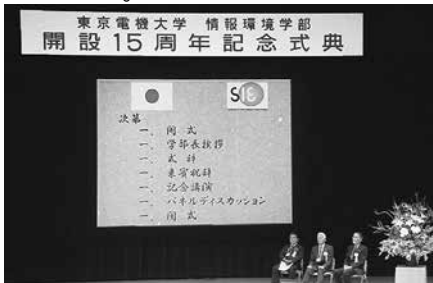 東京電機大学 情報環境学部
開設15周年記念式典
SIE
次第
一、 開式
一、 学部長挨拶
一、 式辞
一、 来賓祝辞
一、 記念講演
一、 パネルディスカッション
一、 閉式